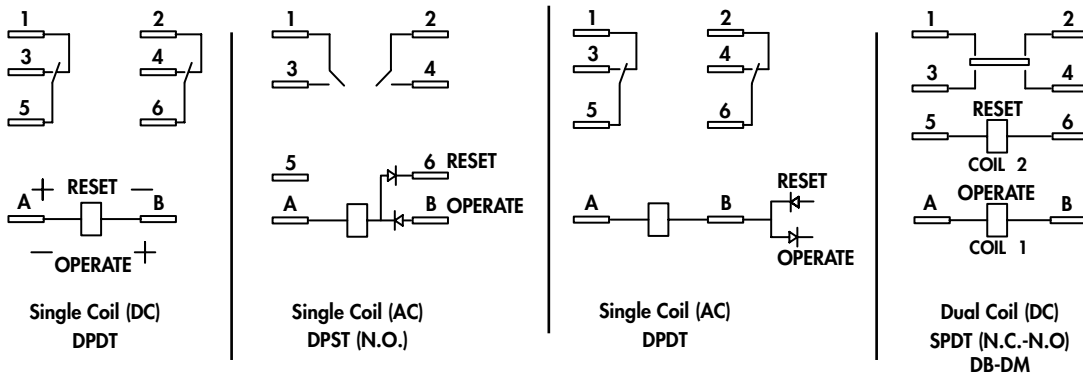 1 2
3 4
5 6
+ RESET −
A B
− OPERATE +
Single Coil (DC)
DPDT
1 2
3 4
5 6 RESET
A B OPERATE
Single Coil (AC)
DPST (N.O.)
1 2
3 4
5 6
RESET
A B
OPERATE
Single Coil (AC)
DPDT
1 2
3 4
RESET
5 6
COIL 2
OPERATE
A B
COIL 1
Dual Coil (DC)
SPDT (N.C.-N.O)
DB-DM